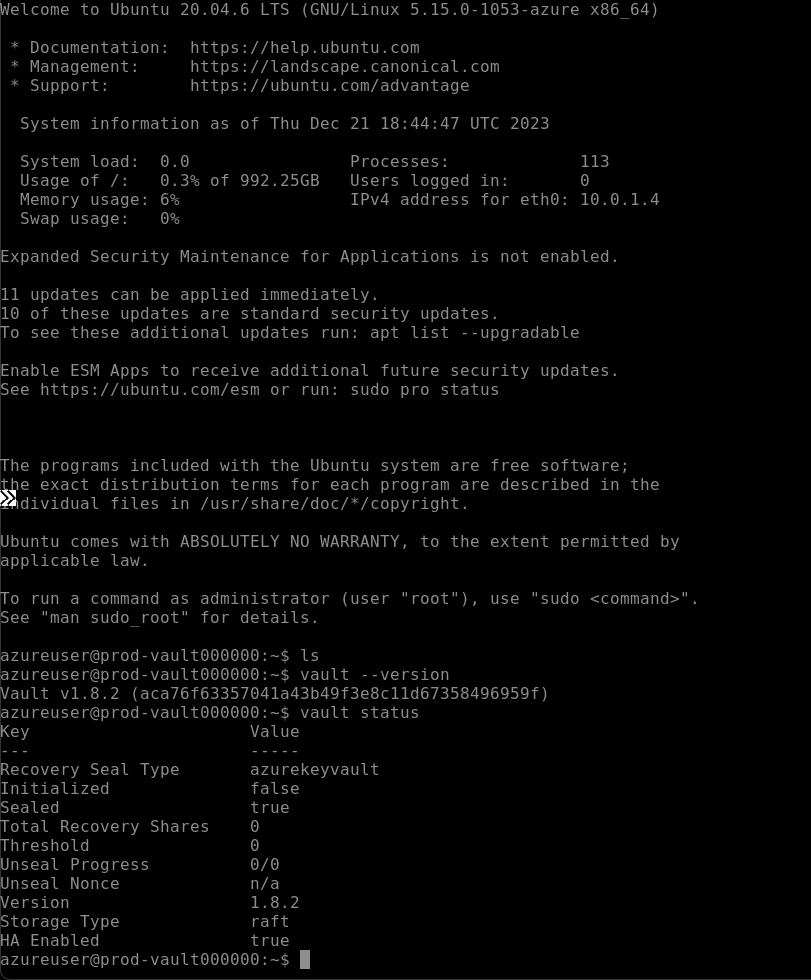 Welcome to Ubuntu 20.04.6 LTS (GNU/Linux 5.15.0-1053-azure x86_64)
* Documentation: https://help.ubuntu.com
* Management: https://landscape.canonical.com
* Support: https://ubuntu.com/advantage
System information as of Thu Dec 21 18:44:47 UTC 2023
System load: 0.0 Processes: 113
Usage of /: 0.3% of 992.25GB Users logged in: 0
Memory usage: 6% IPv4 address for eth0: 10.0.1.4
Swap usage: 0%
Expanded Security Maintenance for Applications is not enabled.
11 updates can be applied immediately.
10 of these updates are standard security updates.
To see these additional updates run: apt list --upgradable
Enable ESM Apps to receive additional future security updates.
See https://ubuntu.com/esm or run: sudo pro status
The programs included with the Ubuntu system are free software;
the exact distribution terms for each program are described in the
individual files in /usr/share/doc/*/copyright.
Ubuntu comes with ABSOLUTELY NO WARRANTY, to the extent permitted by
applicable law.
To run a command as administrator (user "root"), use "sudo <command>".
See "man sudo_root" for details.
azureuser@prod-vault000000:~$ ls
azureuser@prod-vault000000:~$ vault --version
Vault v1.8.2 (aca76f63357041a43b49f3e8c11d67358496959f)
azureuser@prod-vault000000:~$ vault status
Key Value
--- -----
Recovery Seal Type azurekeyvault
Initialized false
Sealed true
Total Recovery Shares 0
Threshold 0
Unseal Progress 0/0
Unseal Nonce n/a
Version 1.8.2
Storage Type raft
HA Enabled true
azureuser@prod-vault000000:~$